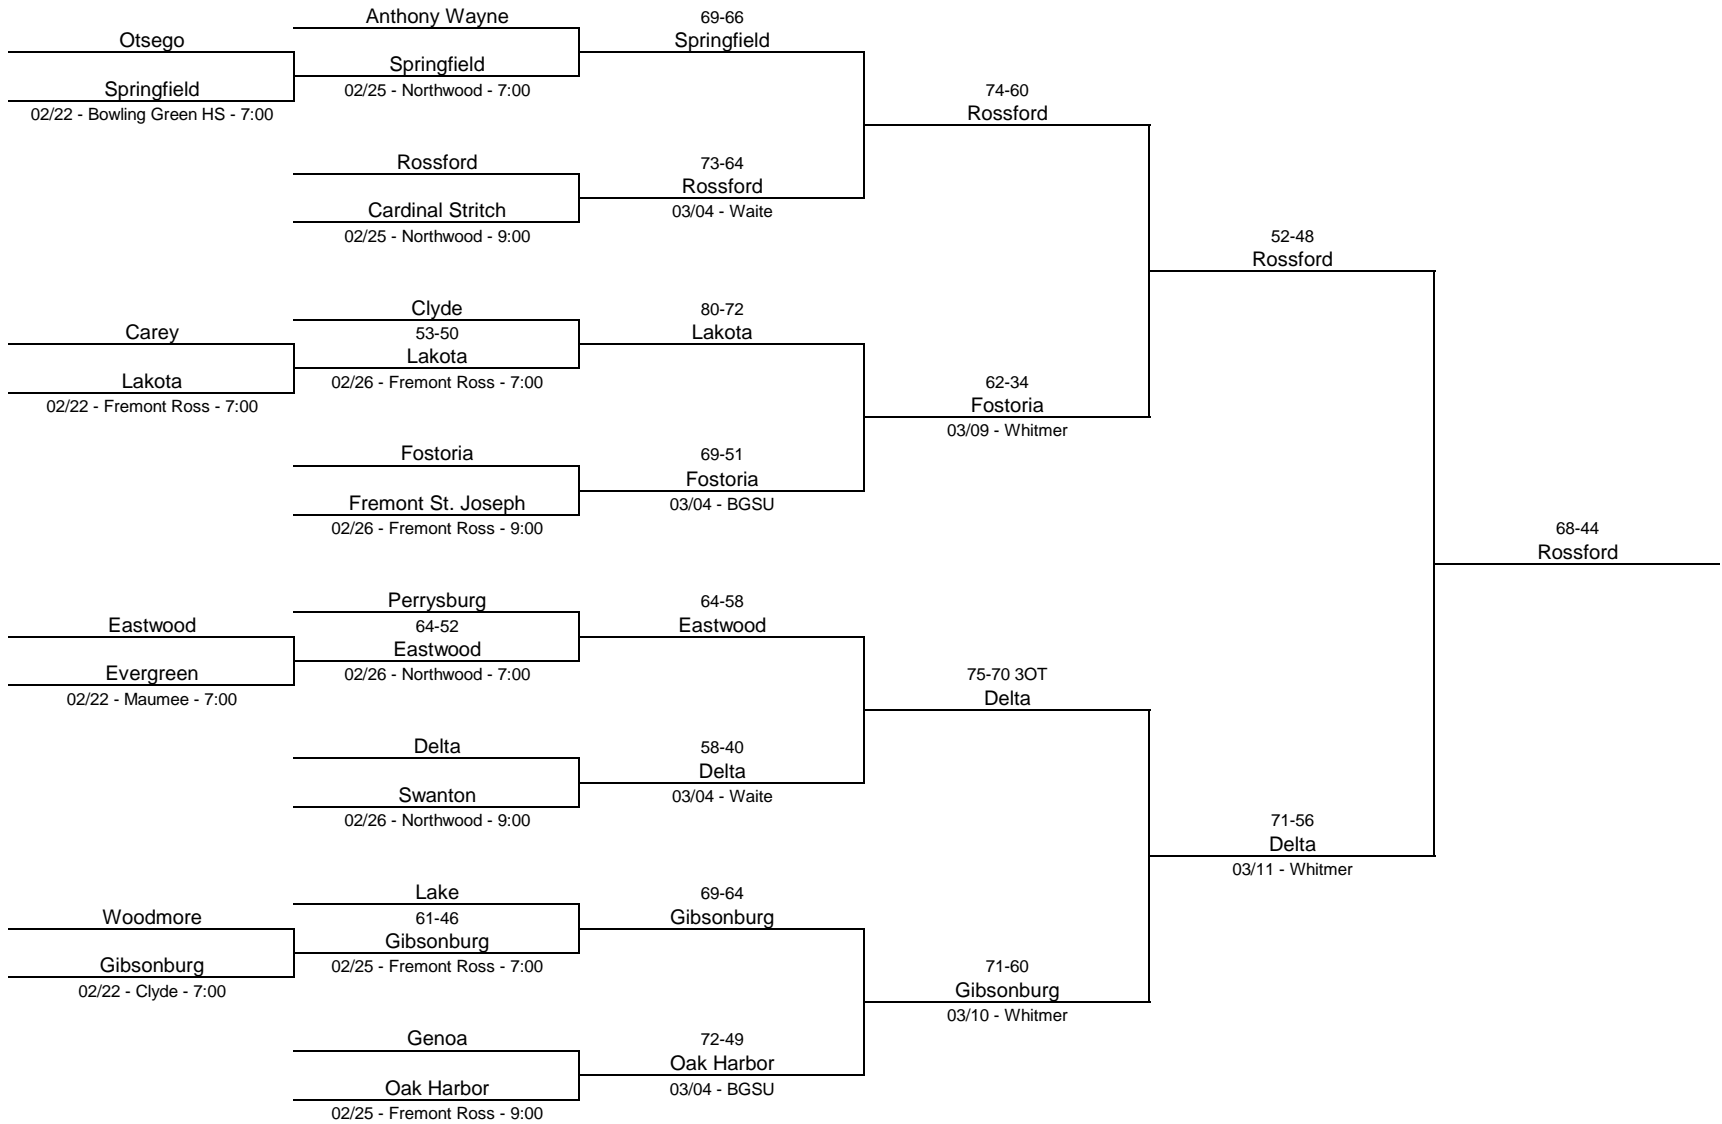 Anthony Wayne
69-66
Otsego
Springfield
Springfield
Springfield
02/25 - Northwood - 7:00
74-60
02/22 - Bowling Green HS - 7:00
Rossford
Rossford
73-64
Rossford
Cardinal Stritch
03/04 - Waite
02/25 - Northwood - 9:00
52-48
Rossford
Clyde
80-72
Carey
53-50
Lakota
Lakota
Lakota
02/26 - Fremont Ross - 7:00
62-34
02/22 - Fremont Ross - 7:00
Fostoria
03/09 - Whitmer
Fostoria
69-51
Fostoria
Fremont St. Joseph
03/04 - BGSU
02/26 - Fremont Ross - 9:00
68-44
Rossford
Perrysburg
64-58
Eastwood
64-52
Eastwood
Eastwood
Evergreen
02/26 - Northwood - 7:00
75-70 3OT
02/22 - Maumee - 7:00
Delta
Delta
58-40
Delta
Swanton
03/04 - Waite
02/26 - Northwood - 9:00
71-56
Delta
03/11 - Whitmer
Lake
69-64
Woodmore
61-46
Gibsonburg
Gibsonburg
Gibsonburg
02/25 - Fremont Ross - 7:00
71-60
02/22 - Clyde - 7:00
Gibsonburg
03/10 - Whitmer
Genoa
72-49
Oak Harbor
Oak Harbor
03/04 - BGSU
02/25 - Fremont Ross - 9:00